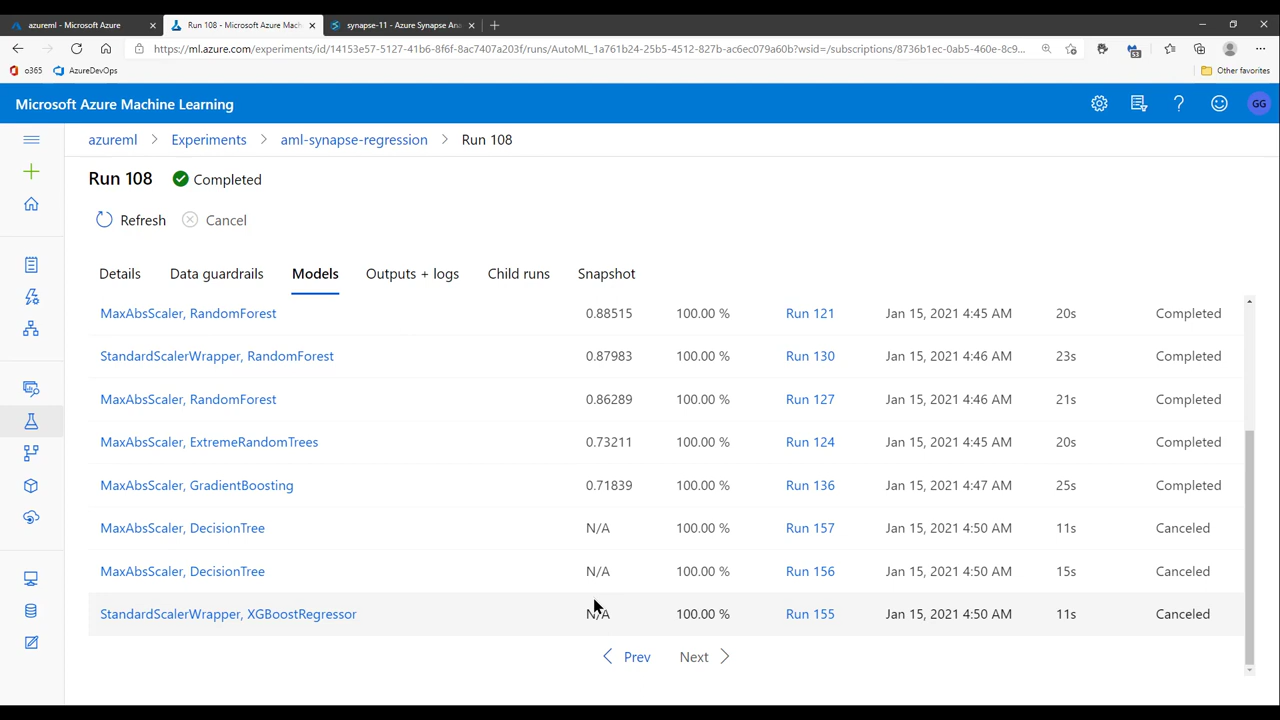 azureml - Microsoft Azure
Run 108 - Microsoft Azure Mach
synapse-11 - Azure Synapse An
https://ml.azure.com/experiments/id/14153e57-5127-41b6-8f6f-8ac7407a203f/runs/AutoML_1a761b24-25b5-4512-827b-ac6ec079a60b?wsid=/subscriptions/8736b1ec-0ab5-460e-8c9...
53
o365
AzureDevOps
Other favorites
Microsoft Azure Machine Learning
GG
azureml > Experiments > aml-synapse-regression > Run 108
Run 108 Completed
Refresh Cancel
Details Data guardrails Models Outputs + logs Child runs Snapshot
MaxAbsScaler, RandomForest 0.88515 100.00 % Run 121 Jan 15, 2021 4:45 AM 20s Completed
StandardScalerWrapper, RandomForest 0.87983 100.00 % Run 130 Jan 15, 2021 4:46 AM 23s Completed
MaxAbsScaler, RandomForest 0.86289 100.00 % Run 127 Jan 15, 2021 4:46 AM 21s Completed
MaxAbsScaler, ExtremeRandomTrees 0.73211 100.00 % Run 124 Jan 15, 2021 4:45 AM 20s Completed
MaxAbsScaler, GradientBoosting 0.71839 100.00 % Run 136 Jan 15, 2021 4:47 AM 25s Completed
MaxAbsScaler, DecisionTree N/A 100.00 % Run 157 Jan 15, 2021 4:50 AM 11s Canceled
MaxAbsScaler, DecisionTree N/A 100.00 % Run 156 Jan 15, 2021 4:50 AM 15s Canceled
StandardScalerWrapper, XGBoostRegressor N/A 100.00 % Run 155 Jan 15, 2021 4:50 AM 11s Canceled
Prev Next